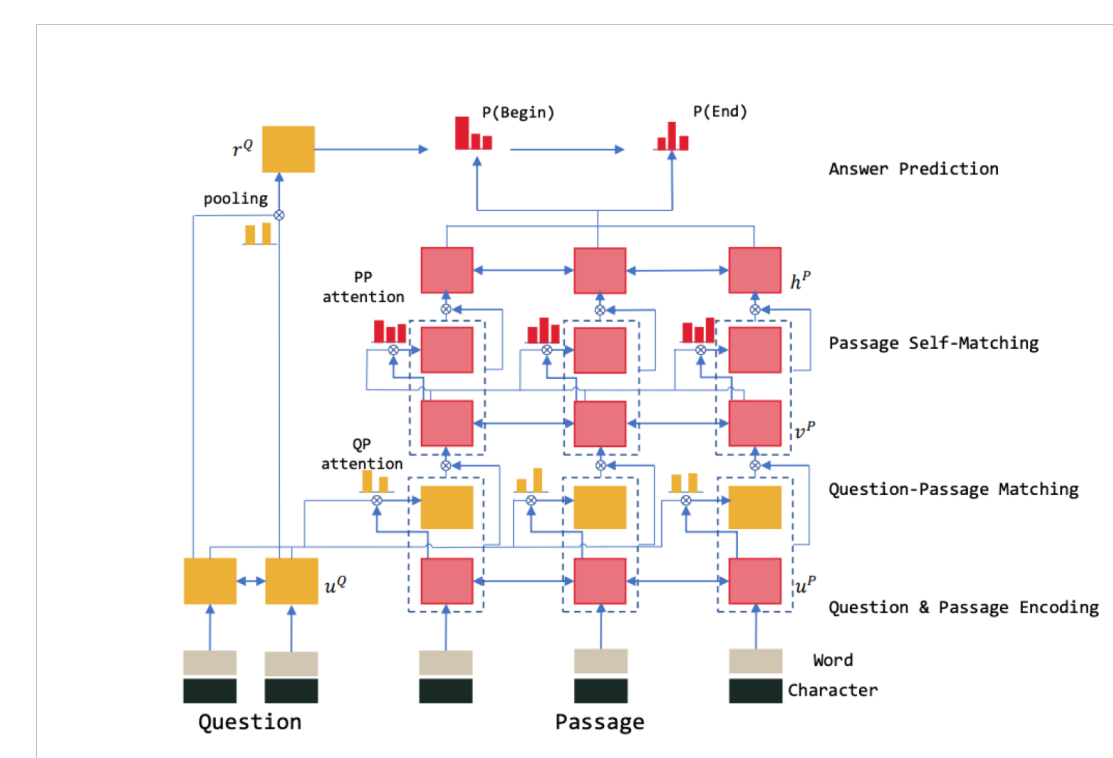 P(Begin)
P(End)
r^Q
Answer Prediction
pooling
PP
attention
h^P
Passage Self-Matching
v^P
QP
attention
Question-Passage Matching
u^Q
u^P
Question & Passage Encoding
Word
Character
Question
Passage